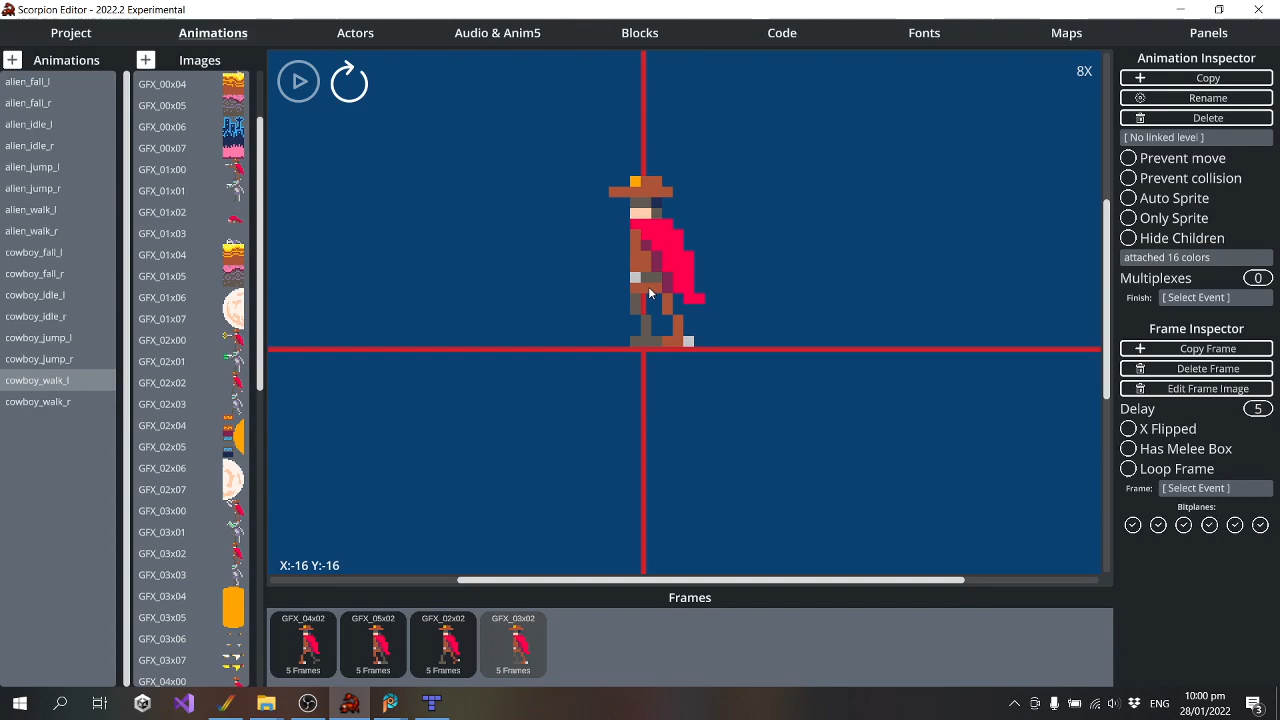 Scorpion Editor - 2022.2 Experimental
Project
Animations
Actors
Audio & Anim5
Blocks
Code
Fonts
Maps
Panels
+ Animations
alien_fall_l
alien_fall_r
alien_idle_l
alien_idle_r
alien_jump_l
alien_jump_r
alien_walk_l
alien_walk_r
cowboy_fall_l
cowboy_fall_r
cowboy_idle_l
cowboy_idle_r
cowboy_jump_l
cowboy_jump_r
cowboy_walk_l
cowboy_walk_r
+ Images
GFX_00x04
GFX_00x05
GFX_00x06
GFX_00x07
GFX_01x00
GFX_01x01
GFX_01x02
GFX_01x03
GFX_01x04
GFX_01x05
GFX_01x06
GFX_01x07
GFX_02x00
GFX_02x01
GFX_02x02
GFX_02x03
GFX_02x04
GFX_02x05
GFX_02x06
GFX_02x07
GFX_03x00
GFX_03x01
GFX_03x02
GFX_03x03
GFX_03x04
GFX_03x05
GFX_03x06
GFX_03x07
GFX_04x00
8X
X:-16 Y:-16
Frames
GFX_04x02
5 Frames
GFX_05x02
5 Frames
GFX_02x02
5 Frames
GFX_03x02
5 Frames
Animation Inspector
+ Copy
Rename
Delete
[ No linked level ]
Prevent move
Prevent collision
Auto Sprite
Only Sprite
Hide Children
attached 16 colors
Multiplexes 0
Finish: [ Select Event ]
Frame Inspector
+ Copy Frame
Delete Frame
Edit Frame Image
Delay 5
X Flipped
Has Melee Box
Loop Frame
Frame: [ Select Event ]
Bitplanes:
ENG
10:00 pm
28/01/2022
3